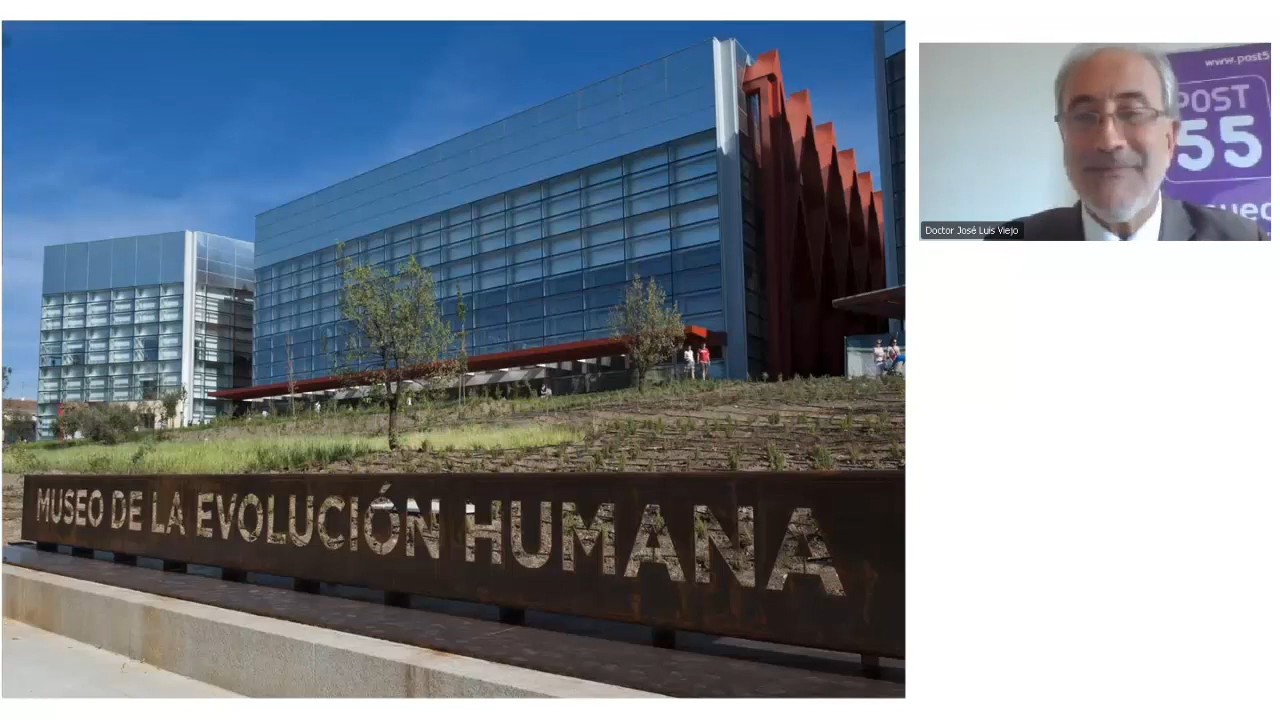 MUSEO DE LA EVOLUCIÓN HUMANA
www.post5
POST
55
Doctor José Luis Viejo